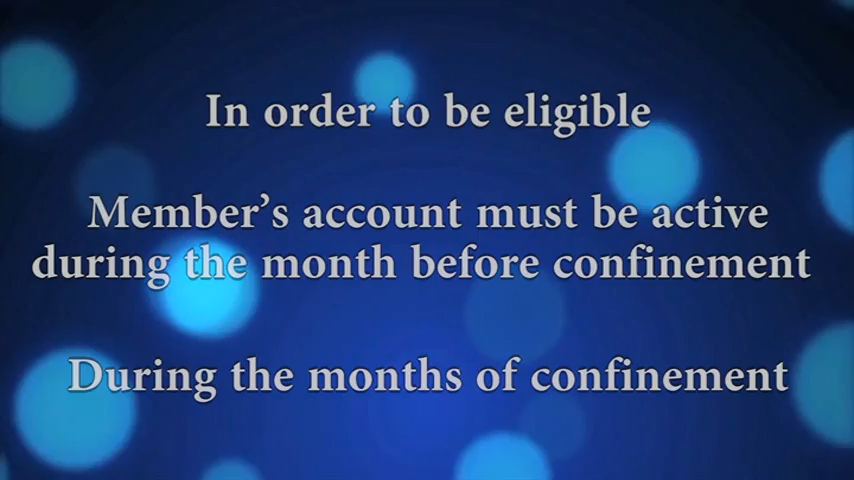 In order to be eligible
Member’s account must be active
during the month before confinement
During the months of confinement